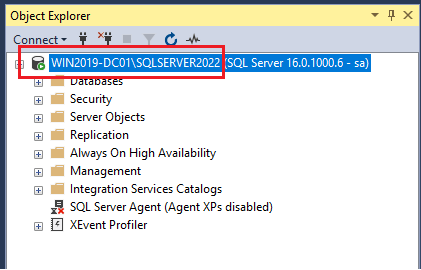 Object Explorer
Connect
WIN2019-DC01\SQLSERVER2022 (SQL Server 16.0.1000.6 - sa)
Databases
Security
Server Objects
Replication
Always On High Availability
Management
Integration Services Catalogs
SQL Server Agent (Agent XPs disabled)
XEvent Profiler